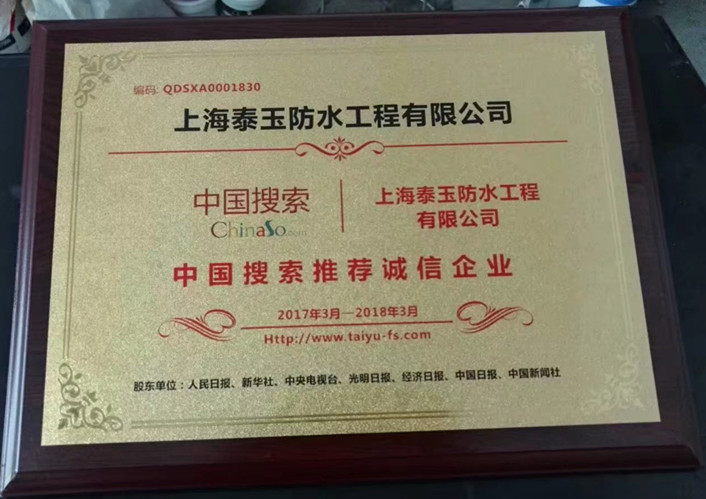 编码: QDSXA0001830
上海泰玉防水工程有限公司
中国搜索
ChinaSo.com
上海泰玉防水工程
有限公司
中国搜索推荐诚信企业
2017年3月—2018年3月
Http://www.taiyu-fs.com
股东单位：人民日报、新华社、中央电视台、光明日报、经济日报、中国日报、中国新闻社